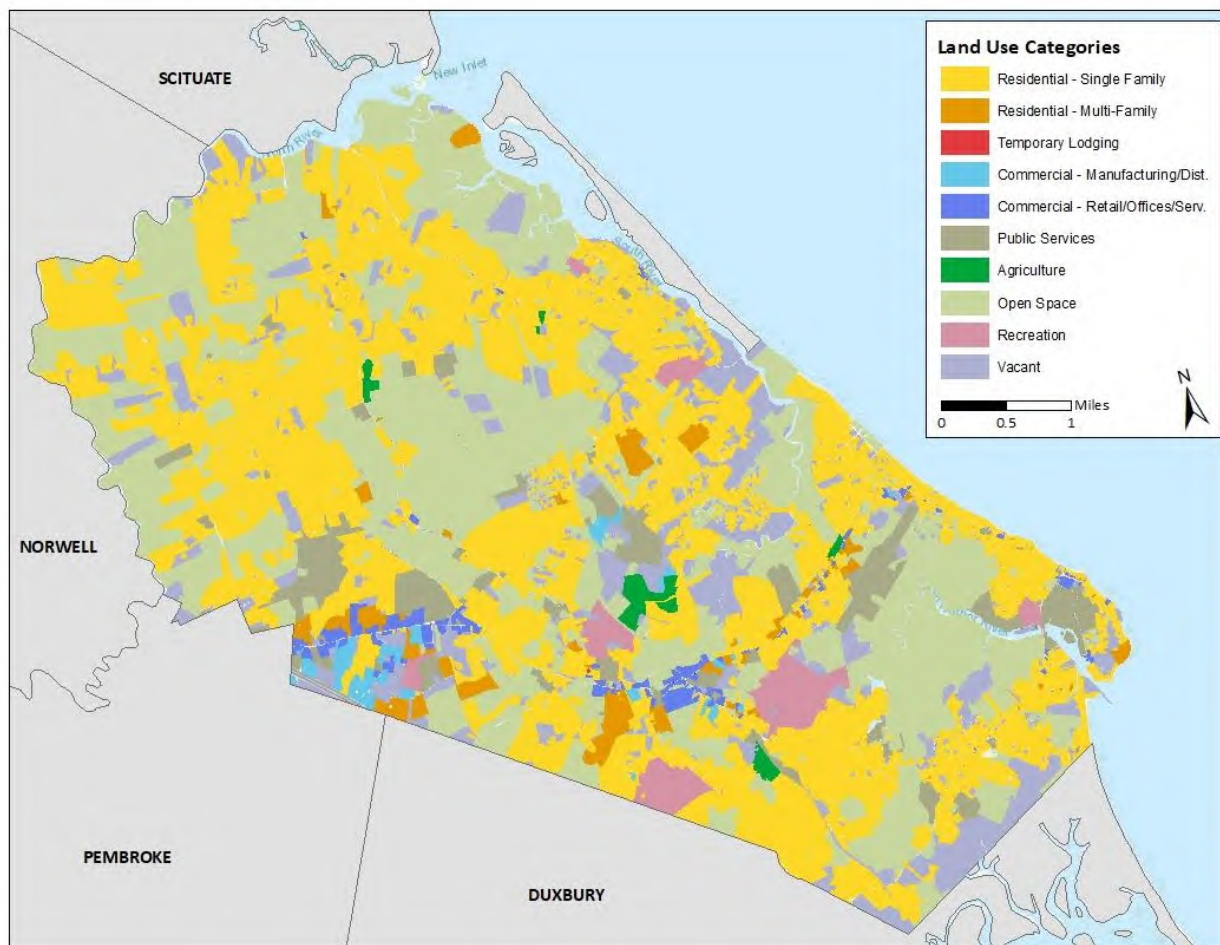 SCITUATE
New Inlet
North River
South River
NORWELL
PEMBROKE
DUXBURY
Land Use Categories
Residential - Single Family
Residential - Multi-Family
Temporary Lodging
Commercial - Manufacturing/Dist.
Commercial - Retail/Offices/Serv.
Public Services
Agriculture
Open Space
Recreation
Vacant
N
Miles
0 0.5 1